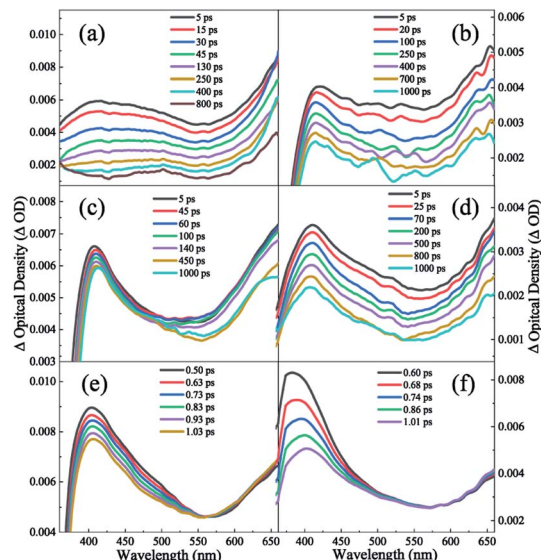 0.010
0.008
0.006
0.004
0.002
(a)
5 ps
15 ps
30 ps
45 ps
130 ps
250 ps
400 ps
800 ps
(b)
5 ps
20 ps
100 ps
250 ps
400 ps
700 ps
1000 ps
0.006
0.005
0.004
0.003
0.002
0.008
0.007
0.006
0.005
0.004
0.003
(c)
5 ps
45 ps
60 ps
100 ps
140 ps
450 ps
1000 ps
(d)
5 ps
25 ps
70 ps
200 ps
500 ps
800 ps
1000 ps
0.004
0.003
0.002
0.001
Δ Opitcal Density (Δ OD)
Δ Opitcal Density (Δ OD)
0.010
0.008
0.006
0.004
(e)
0.50 ps
0.63 ps
0.73 ps
0.83 ps
0.93 ps
1.03 ps
(f)
0.60 ps
0.68 ps
0.74 ps
0.86 ps
1.01 ps
0.008
0.006
0.004
0.002
400 450 500 550 600 650
400 450 500 550 600 650
Wavelength (nm)
Wavelength (nm)